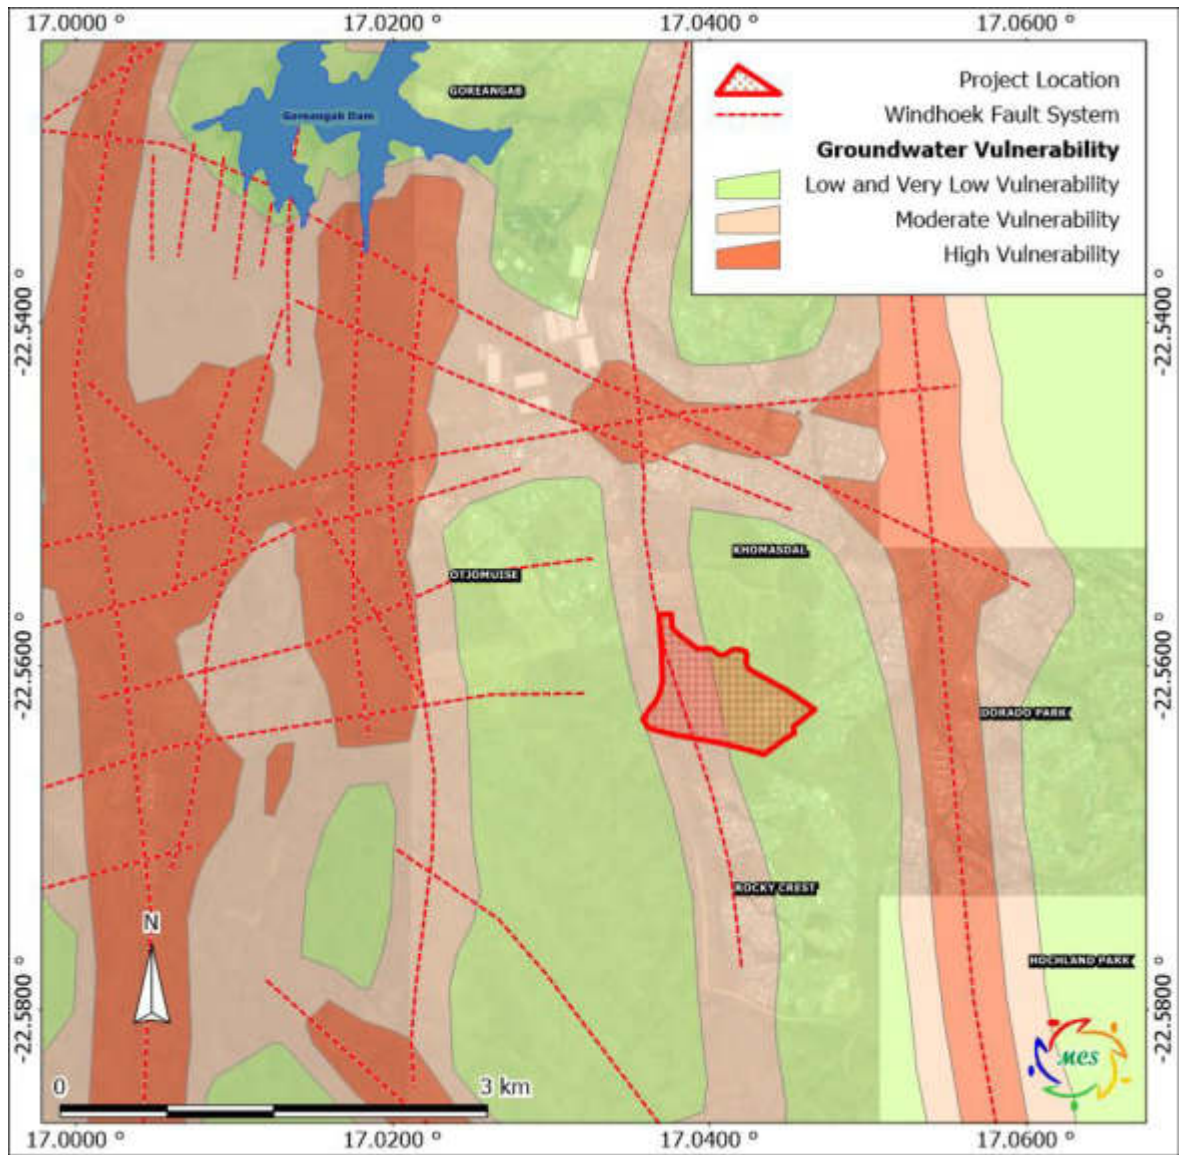 17.0000 °
17.0200 °
17.0400 °
17.0600 °
Project Location
Windhoek Fault System
Groundwater Vulnerability
Low and Very Low Vulnerability
Moderate Vulnerability
High Vulnerability
GOREANGAB
Goreangab Dam
-22.5400 °
-22.5400 °
KHOMASDAL
OTJOMUISE
-22.5600 °
-22.5600 °
DORADO PARK
ROCKY CREST
N
HOCHLAND PARK
-22.5800 °
-22.5800 °
MCS
0
3 km
17.0000 °
17.0200 °
17.0400 °
17.0600 °